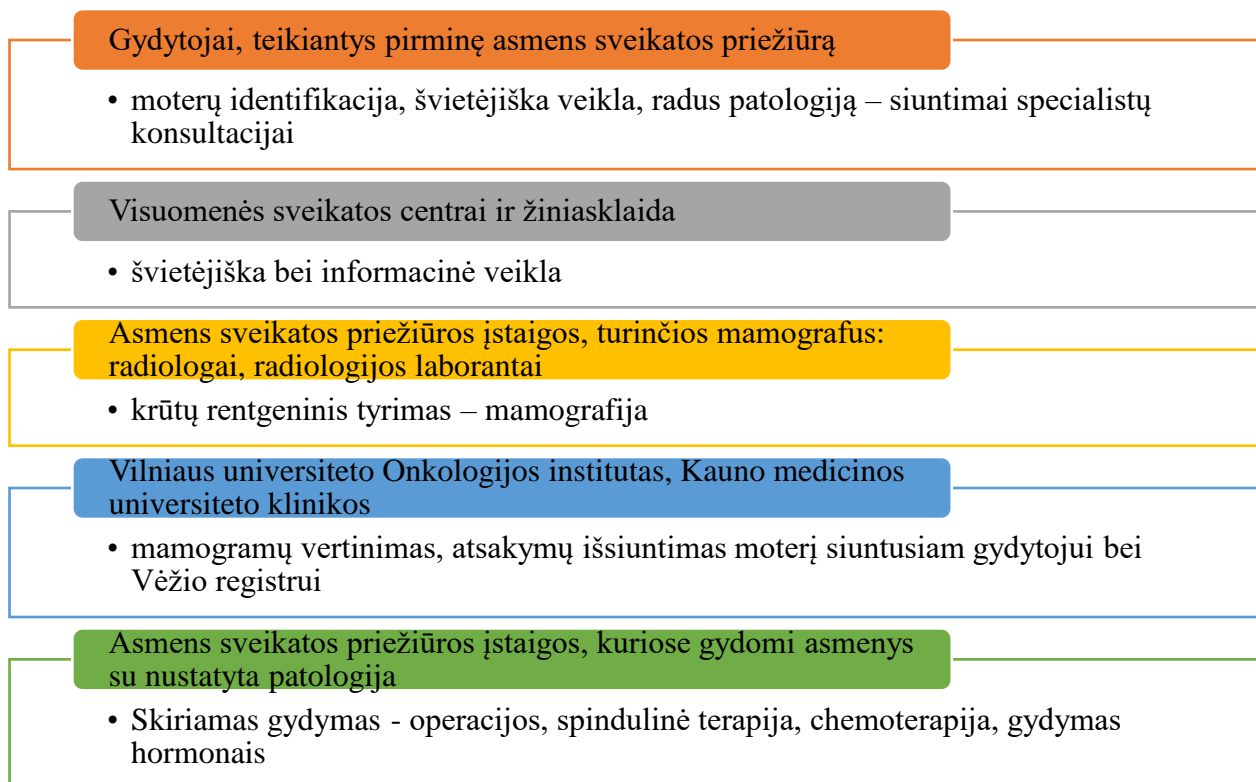 Gydytojai, teikiantys pirminę asmens sveikatos priežiūrą
• moterų identifikacija, švietėjiška veikla, radus patologiją – siuntimai specialistų
konsultacijai
Visuomenės sveikatos centrai ir žiniasklaida
• švietėjiška bei informacinė veikla
Asmens sveikatos priežiūros įstaigos, turinčios mamografus:
radiologai, radiologijos laborantai
• krūtų rentgeninis tyrimas – mamografija
Vilniaus universiteto Onkologijos institutas, Kauno medicinos
universiteto klinikos
• mamogramų vertinimas, atsakymų išsiuntimas moterį siuntusiam gydytojui bei
Vėžio registrui
Asmens sveikatos priežiūros įstaigos, kuriose gydomi asmenys
su nustatyta patologija
• Skiriamas gydymas - operacijos, spindulinė terapija, chemoterapija, gydymas
hormonais